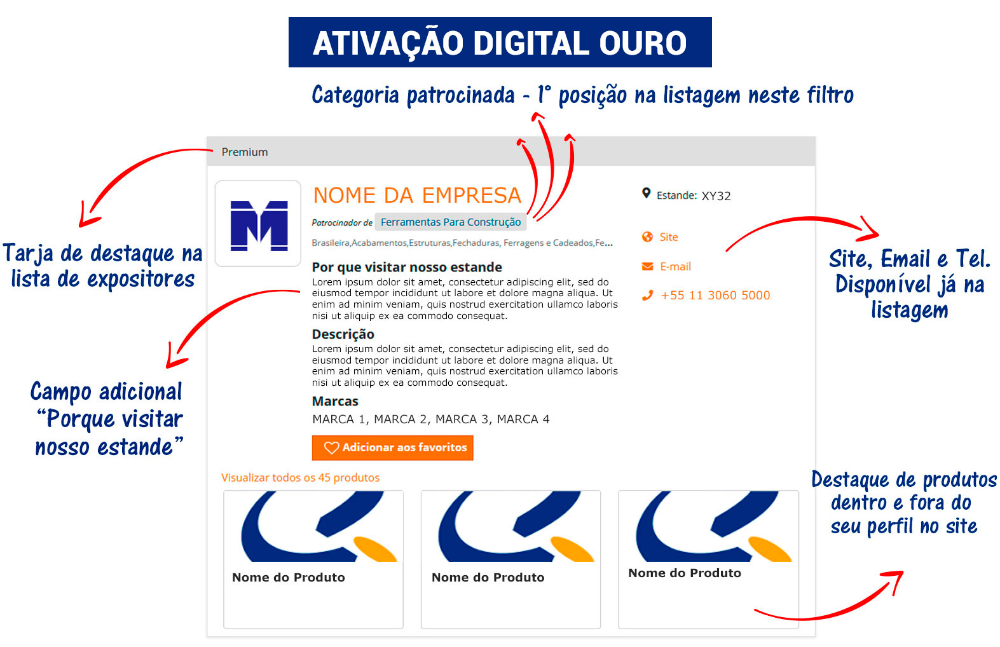 ATIVAÇÃO DIGITAL OURO
Categoria patrocinada - 1° posição na listagem neste filtro
Premium
NOME DA EMPRESA
Patrocinador de Ferramentas Para Construção
Brasileira,Acabamentos,Estruturas,Fechaduras, Ferragens e Cadeados,Fe...
Por que visitar nosso estande
Lorem ipsum dolor sit amet, consectetur adipiscing elit, sed do
eiusmod tempor incididunt ut labore et dolore magna aliqua. Ut
enim ad minim veniam, quis nostrud exercitation ullamco laboris
nisi ut aliquip ex ea commodo consequat.
Descrição
Lorem ipsum dolor sit amet, consectetur adipiscing elit, sed do
eiusmod tempor incididunt ut labore et dolore magna aliqua. Ut
enim ad minim veniam, quis nostrud exercitation ullamco laboris
nisi ut aliquip ex ea commodo consequat.
Marcas
MARCA 1, MARCA 2, MARCA 3, MARCA 4
Adicionar aos favoritos
Estande: XY32
Site
E-mail
+55 11 3060 5000
Visualizar todos os 45 produtos
Nome do Produto
Nome do Produto
Nome do Produto
Tarja de destaque na
lista de expositores
Campo adicional
“Porque visitar
nosso estande”
Site, Email e Tel.
Disponível já na
listagem
Destaque de produtos
dentro e fora do
seu perfil no site